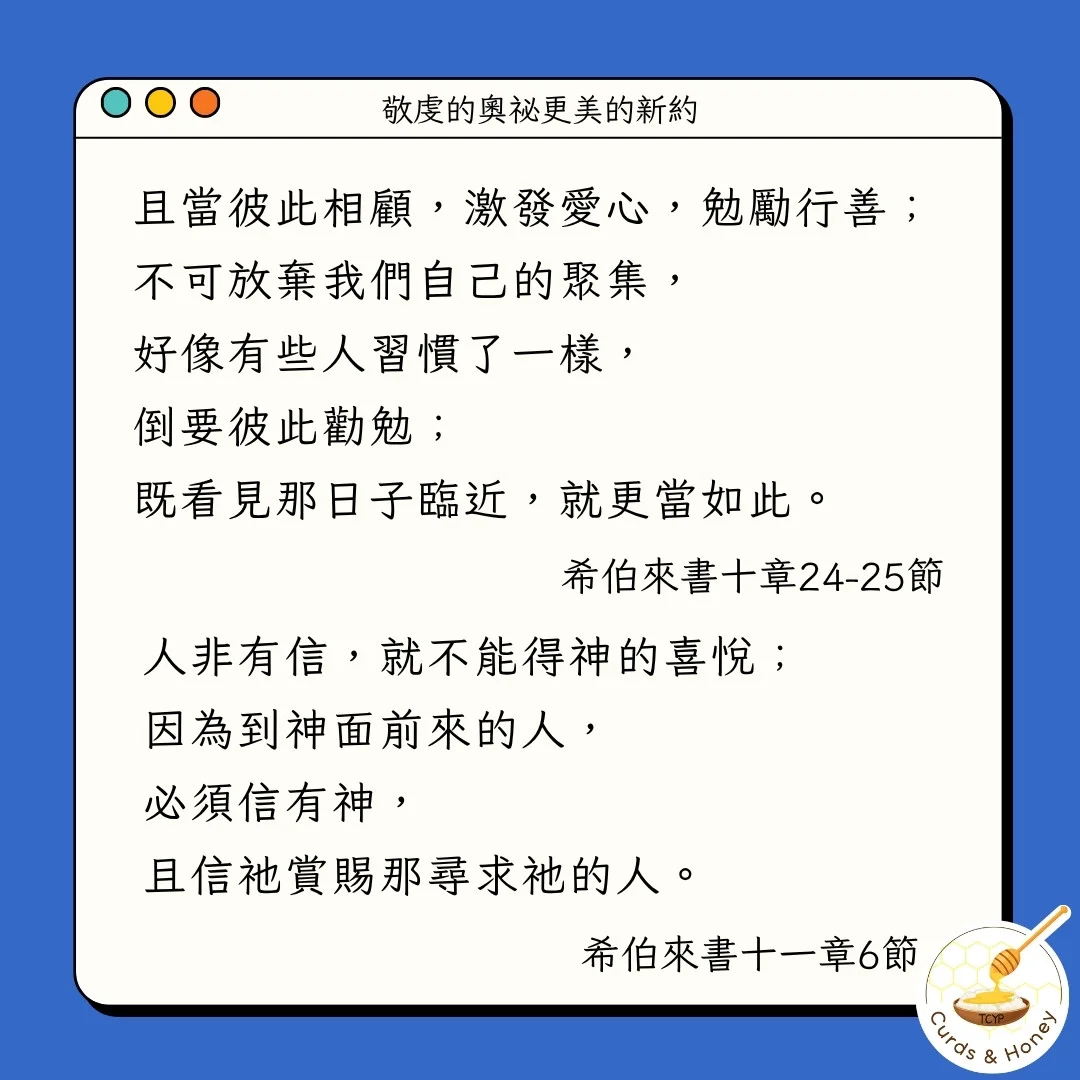 敬虔的奧祕更美的新約
且當彼此相顧，激發愛心，勉勵行善；
不可放棄我們自己的聚集，
好像有些人習慣了一樣，
倒要彼此勸勉；
既看見那日子臨近，就更當如此。
希伯來書十章24-25節
人非有信，就不能得神的喜悅；
因為到神面前來的人，
必須信有神，
且信祂賞賜那尋求祂的人。
希伯來書十一章6節
TCYP
Curds & Honey